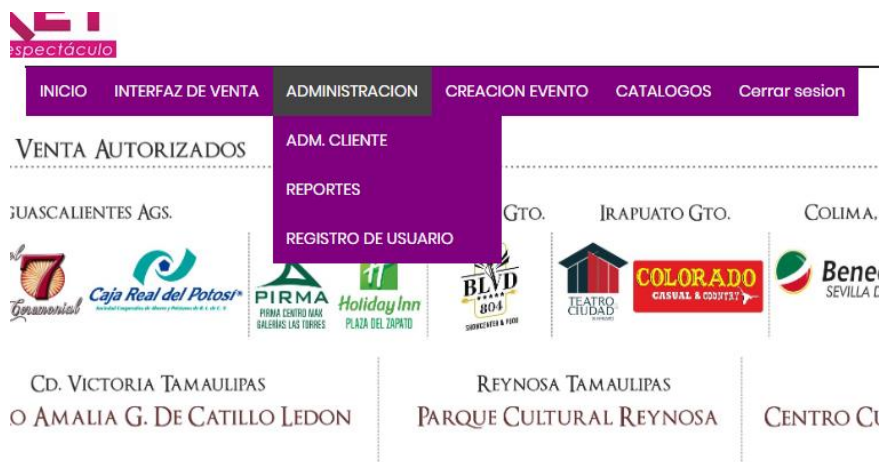 espectáculo
INICIO INTERFAZ DE VENTA ADMINISTRACION CREACION EVENTO CATALOGOS Cerrar sesion
ADM. CLIENTE
REPORTES
REGISTRO DE USUARIO
VENTA AUTORIZADOS
AGS. GTO. IRAPUATO GTO. COLIMA,
7
Caja Real del Potosí
PIRMA
PIRMA CENTRO MAX
GALERÍAS LAS TORRES
Holiday Inn
PLAZA DEL ZAPATO
BLVD
804
TEATRO
CIUDAD
COLORADO
CASUAL & COUNTRY
CD. VICTORIA TAMAULIPAS REYNOSA TAMAULIPAS
AMALIA G. DE CATILLO LEDON PARQUE CULTURAL REYNOSA CENTRO